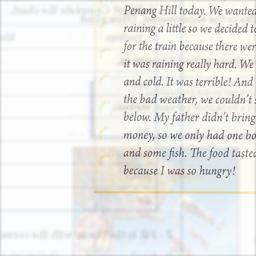 Penang Hill today. We wanted
raining a little so we decided t
for the train because there wer
it was raining really hard. We
and cold. It was terrible! And
the bad weather, we couldn't s
below. My father didn't bring
money, so we only had one bo
and some fish. The food tasted
because I was so hungry!